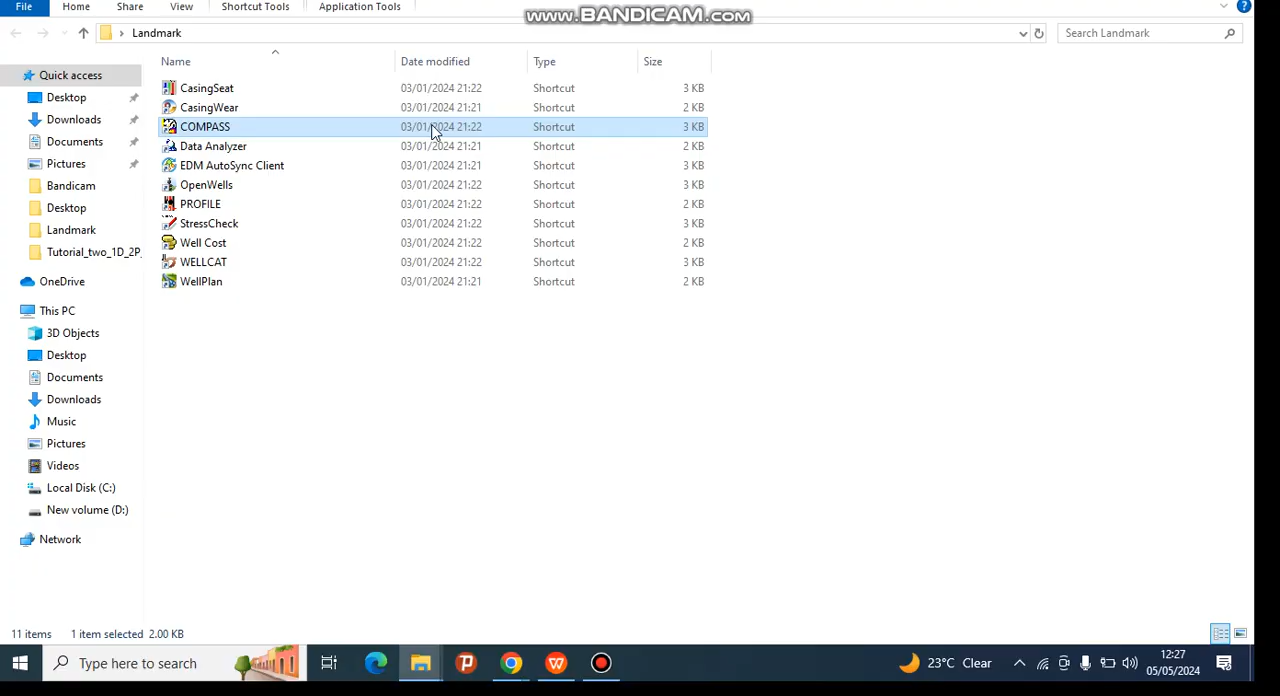 www.BANDICAM.com
File
Home
Share
View
Shortcut Tools
Application Tools
Landmark
Search Landmark
Name
Date modified
Type
Size
Quick access
Desktop
Downloads
Documents
Pictures
Bandicam
Desktop
Landmark
Tutorial_two_1D_2P_
OneDrive
This PC
3D Objects
Desktop
Documents
Downloads
Music
Pictures
Videos
Local Disk (C:)
New volume (D:)
Network
CasingSeat 03/01/2024 21:22 Shortcut 3 KB
CasingWear 03/01/2024 21:21 Shortcut 2 KB
COMPASS 03/01/2024 21:22 Shortcut 3 KB
Data Analyzer 03/01/2024 21:21 Shortcut 2 KB
EDM AutoSync Client 03/01/2024 21:21 Shortcut 3 KB
OpenWells 03/01/2024 21:22 Shortcut 3 KB
PROFILE 03/01/2024 21:22 Shortcut 2 KB
StressCheck 03/01/2024 21:22 Shortcut 3 KB
Well Cost 03/01/2024 21:22 Shortcut 2 KB
WELLCAT 03/01/2024 21:22 Shortcut 3 KB
WellPlan 03/01/2024 21:21 Shortcut 2 KB
11 items 1 item selected 2.00 KB
Type here to search
23°C Clear
12:27
05/05/2024